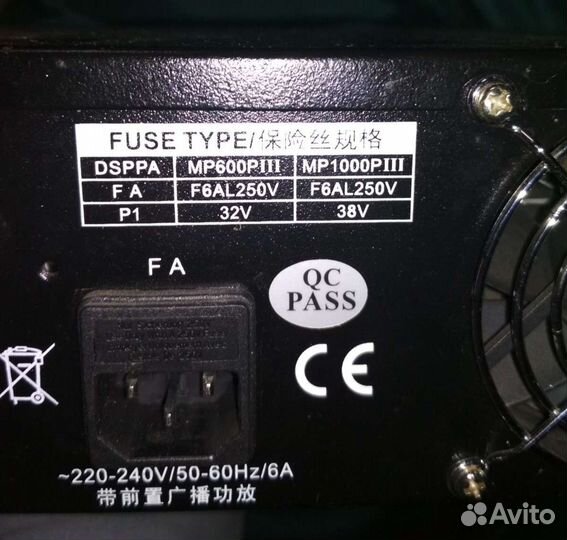 FUSE TYPE/保险丝规格
DSPPA MP600PIII MP1000PIII
F A F6AL250V F6AL250V
P1 32V 38V
F A
QC
PASS
CE
~220-240V/50-60Hz/6A
带前置广播功放
Avito